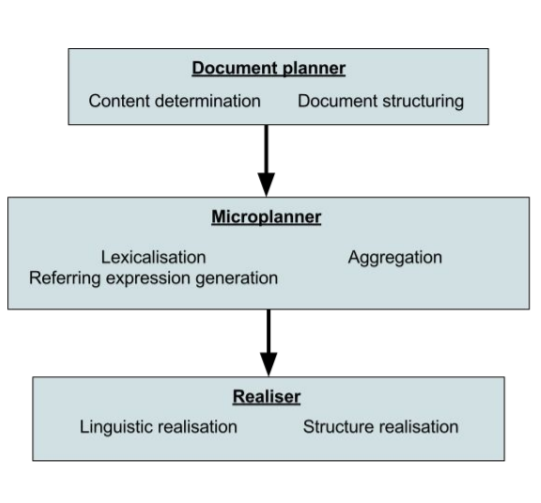 Document planner
Content determination Document structuring
Microplanner
Lexicalisation Aggregation
Referring expression generation
Realiser
Linguistic realisation Structure realisation